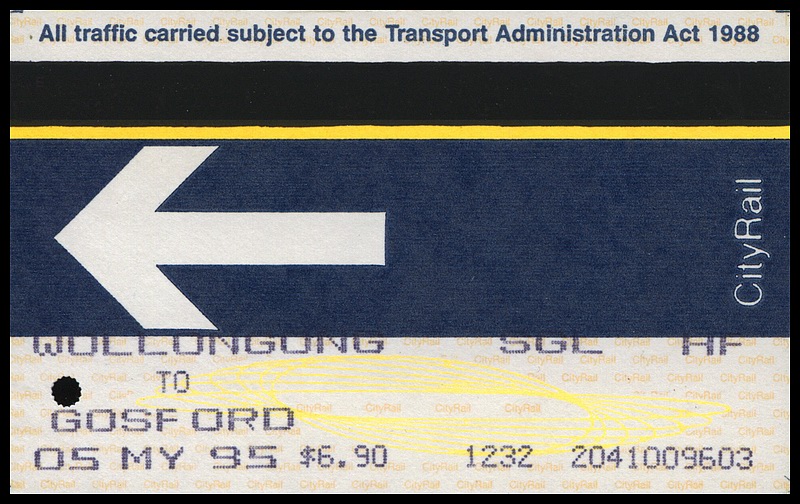 All traffic carried subject to the Transport Administration Act 1988
CityRail
WOLLONGONG SGL HF
TO
GOSFORD
05 MY 95 $6.90 1232 2041009603